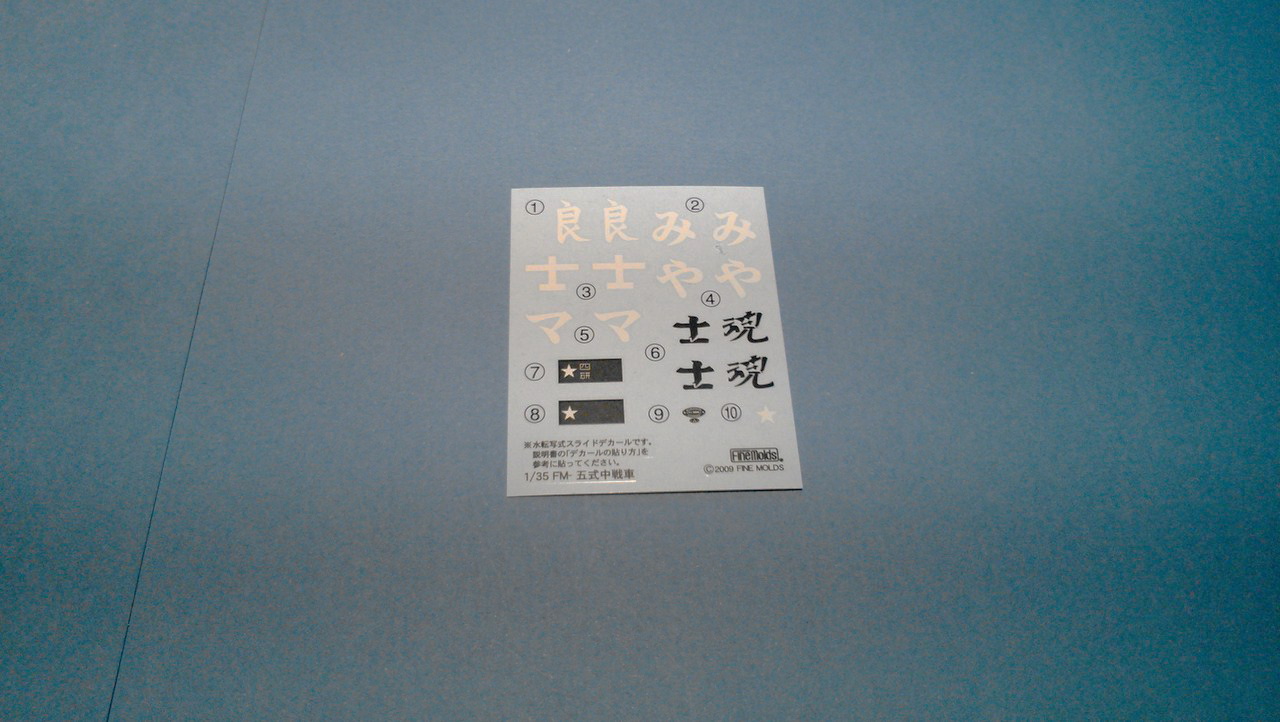 ① 良 良 ② み み
士 士 や や
③ ④
マ マ 士 魂
⑤
⑥ 士 魂
⑦ ★ 四研
⑧ ★ ⑨ ⑩ ★
※水転写式スライドデカールです。
説明書の「デカールの貼り方」を
参考に貼ってください。
1/35 FM- 五式中戦車
FineMolds
©2009 FINE MOLDS